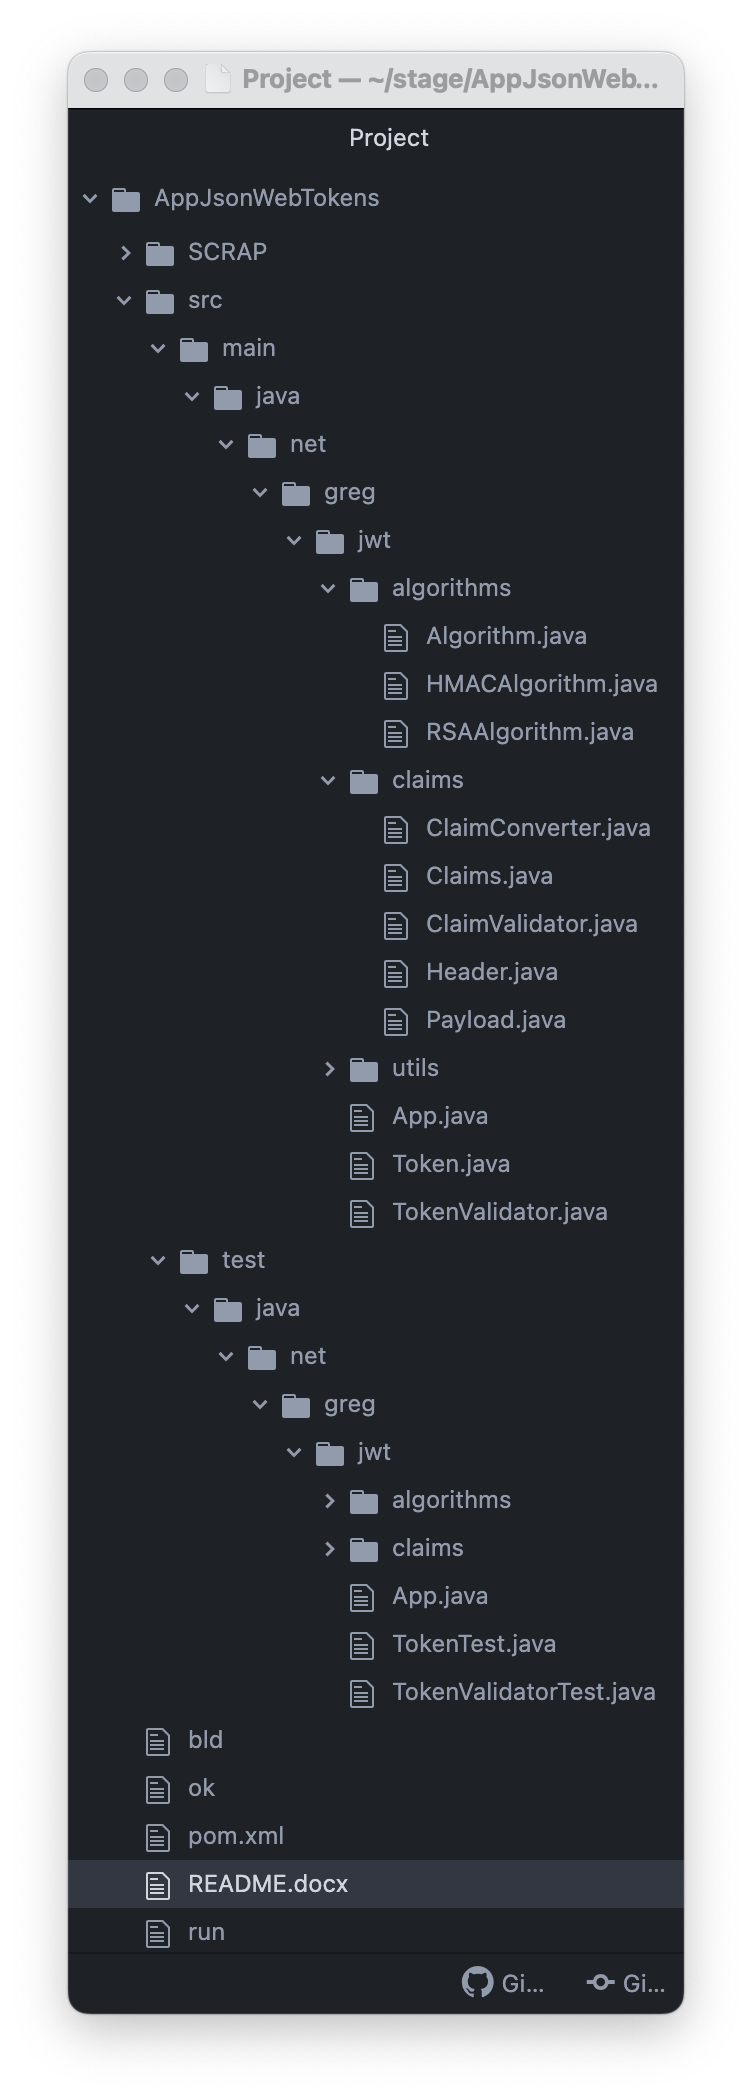 Project — ~/stage/AppJsonWeb...
Project
AppJsonWebTokens
SCRAP
src
main
java
net
greg
jwt
algorithms
Algorithm.java
HMACAlgorithm.java
RSAAlgorithm.java
claims
ClaimConverter.java
Claims.java
ClaimValidator.java
Header.java
Payload.java
utils
App.java
Token.java
TokenValidator.java
test
java
net
greg
jwt
algorithms
claims
App.java
TokenTest.java
TokenValidatorTest.java
bld
ok
pom.xml
README.docx
run
Gi... Gi...